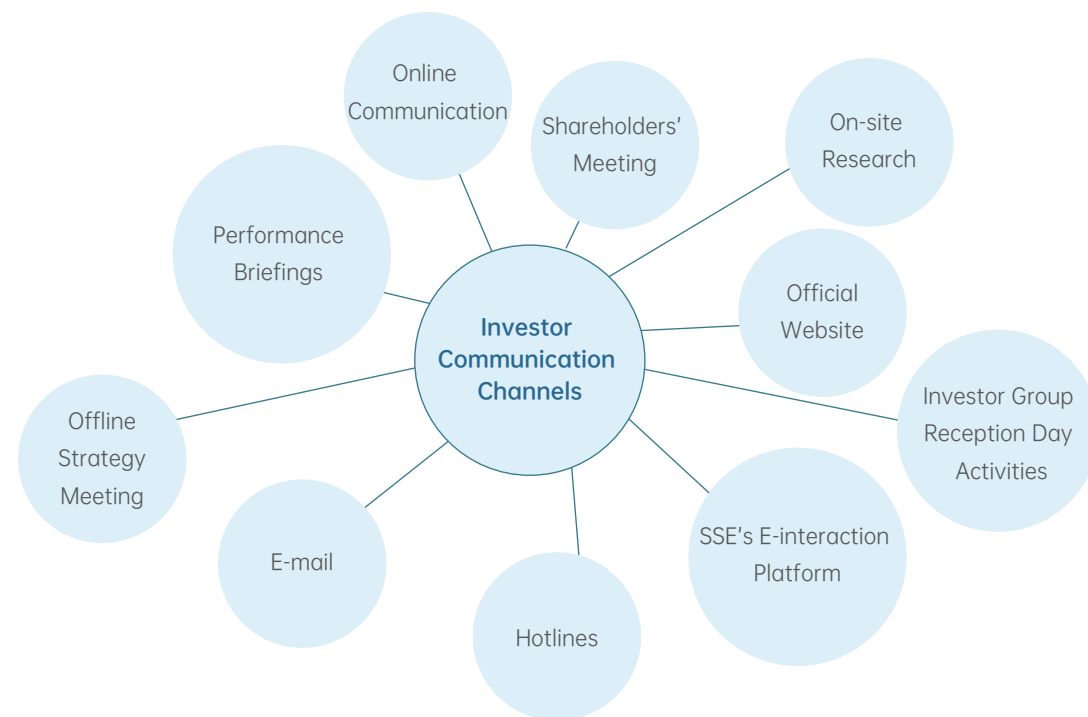 Online
Communication
Shareholders'
Meeting
On-site
Research
Performance
Briefings
Official
Website
Investor
Communication
Channels
Investor Group
Reception Day
Activities
Offline
Strategy
Meeting
SSE's E-interaction
Platform
E-mail
Hotlines